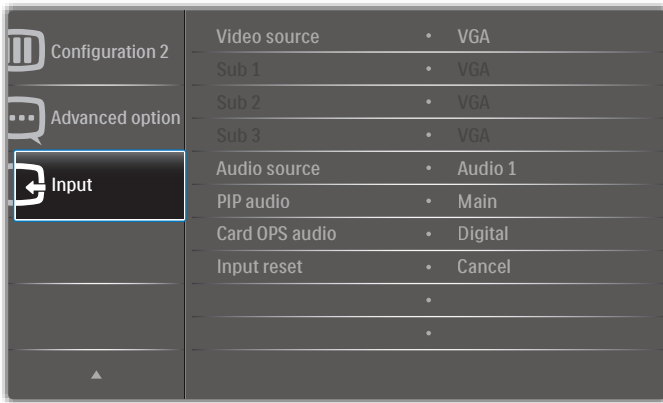 Configuration 2
Advanced option
Input
Video source • VGA
Sub 1 • VGA
Sub 2 • VGA
Sub 3 • VGA
Audio source • Audio 1
PIP audio • Main
Card OPS audio • Digital
Input reset • Cancel
•
•